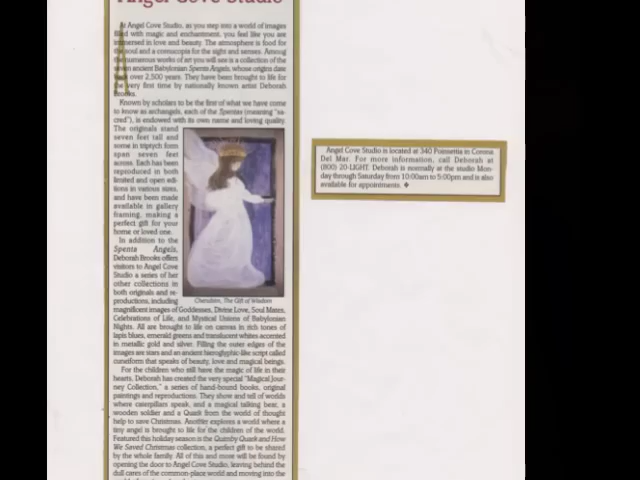 Angel Cove Studio
At Angel Cove Studio, as you step into a world of images
filled with magic and enchantment, you feel like you are
immersed in love and beauty. The atmosphere is food for
the soul and a cornucopia for the sight and senses. Among
the numerous works of art you will see is a collection of the
seven ancient Babylonian Spenta Angels, whose origins date
back over 2,500 years. They have been brought to life for
the very first time by nationally known artist Deborah
Brooks.
Known by scholars to be the first of what we have come
to know as archangels, each of the Spentas (meaning "sa-
cred"), is endowed with its own name and loving quality.
The originals stand
seven feet tall and
some in triptych form
span seven feet
across. Each has been
reproduced in both
limited and open edi-
tions in various sizes,
and have been made
available in gallery
framing, making a
perfect gift for your
home or loved one.
In addition to the
Spenta Angels,
Deborah Brooks offers
visitors to Angel Cove
Studio a series of her
other collections in
both originals and re-
productions, including
The Gift of Wisdom
magnificent images of Goddesses, Divine Love, Soul Mates,
Celebrations of Life, and Mystical Unions of Babylonian
Nights. All are brought to life on canvas in rich tones of
lapis blues, emerald greens and translucent whites accented
in metallic gold and silver. Filling the outer edges of the
images are stars and an ancient hieroglyphic-like script called
cuneiform that speaks of beauty, love and magical beings.
For the children who still have the magic of life in their
hearts, Deborah has created the very special "Magical Jour-
ney Collection," a series of hand-bound books, original
paintings and reproductions. They show and tell of worlds
where caterpillars speak, and a magical talking bear, a
wooden soldier and a Quank from the world of thought
help to save Christmas. Another explores a world where a
tiny angel is brought to life for the children of the world.
Featured this holiday season is the Quimby Quank and How
We Saved Christmas collection, a perfect gift to be shared
by the whole family. All of this and more will be found by
opening the door to Angel Cove Studio, leaving behind the
dull cares of the common-place world and moving into the
Angel Cove Studio is located at 340 Poinsettia in Corona
Del Mar. For more information, call Deborah at
(800) 20-LIGHT. Deborah is normally at the studio Mon-
day through Saturday from 10:00am to 5:00pm and is also
available for appointments. ❖